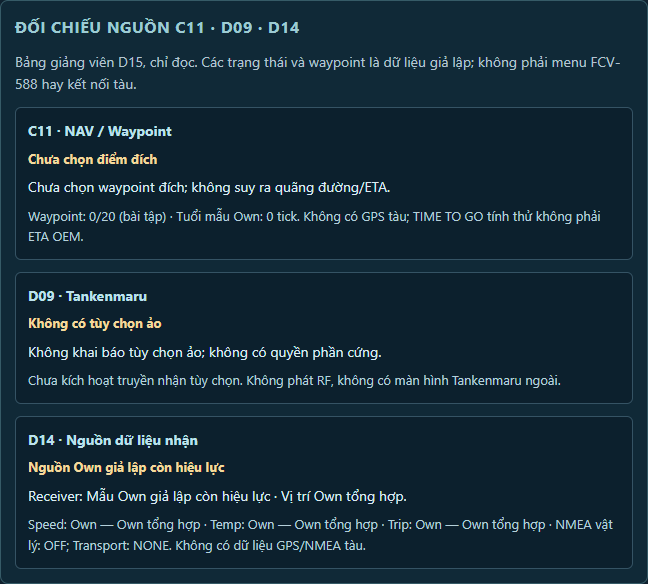 ĐỐI CHIẾU NGUỒN C11 · D09 · D14
Bảng giảng viên D15, chỉ đọc. Các trạng thái và waypoint là dữ liệu giả lập; không phải menu FCV-
588 hay kết nối tàu.
C11 · NAV / Waypoint
Chưa chọn điểm đích
Chưa chọn waypoint đích; không suy ra quãng đường/ETA.
Waypoint: 0/20 (bài tập) · Tuổi mẫu Own: 0 tick. Không có GPS tàu; TIME TO GO tính thử không phải
ETA OEM.
D09 · Tankenmaru
Không có tùy chọn ảo
Không khai báo tùy chọn ảo; không có quyền phần cứng.
Chưa kích hoạt truyền nhận tùy chọn. Không phát RF, không có màn hình Tankenmaru ngoài.
D14 · Nguồn dữ liệu nhận
Nguồn Own giả lập còn hiệu lực
Receiver: Mẫu Own giả lập còn hiệu lực · Vị trí Own tổng hợp.
Speed: Own — Own tổng hợp · Temp: Own — Own tổng hợp · Trip: Own — Own tổng hợp · NMEA vật
lý: OFF; Transport: NONE. Không có dữ liệu GPS/NMEA tàu.